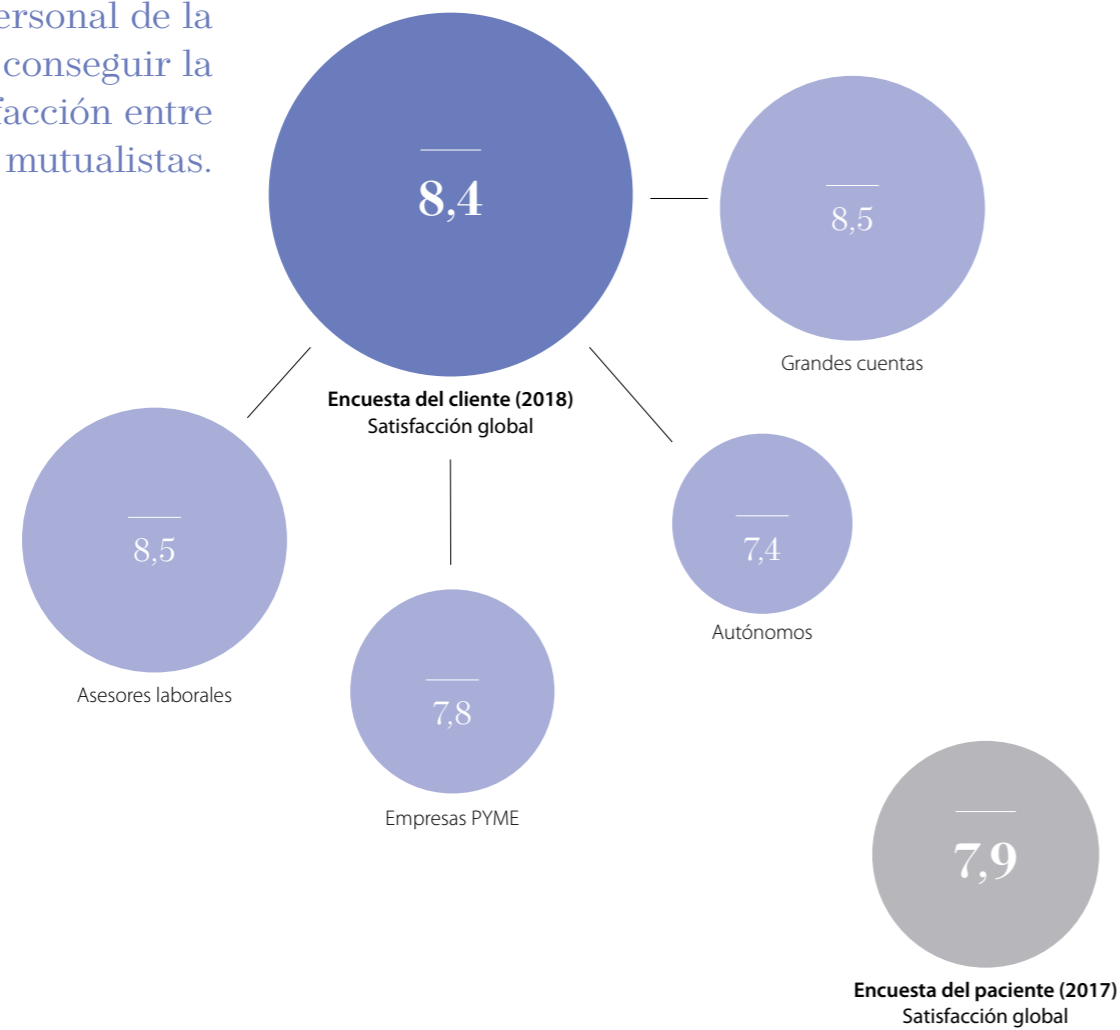 ersonal de la
conseguir la
facción entre
mutualistas.
8,4
Encuesta del cliente (2018)
Satisfacción global
8,5
Grandes cuentas
8,5
Asesores laborales
7,8
Empresas PYME
7,4
Autónomos
7,9
Encuesta del paciente (2017)
Satisfacción global